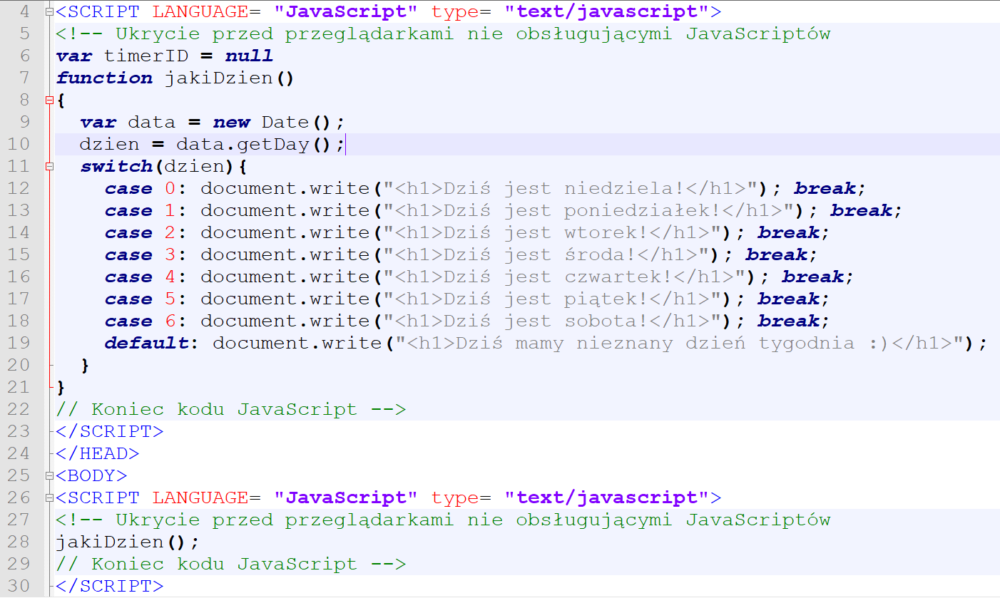 4 <SCRIPT LANGUAGE= "JavaScript" type= "text/javascript">
5 <!-- Ukrycie przed przeglądarkami nie obsługującymi JavaScriptów
6 var timerID = null
7 function jakiDzien()
8 {
9 var data = new Date();
10 dzien = data.getDay();
11 switch(dzien){
12 case 0: document.write("<h1>Dziś jest niedziela!</h1>"); break;
13 case 1: document.write("<h1>Dziś jest poniedziałek!</h1>"); break;
14 case 2: document.write("<h1>Dziś jest wtorek!</h1>"); break;
15 case 3: document.write("<h1>Dziś jest środa!</h1>"); break;
16 case 4: document.write("<h1>Dziś jest czwartek!</h1>"); break;
17 case 5: document.write("<h1>Dziś jest piątek!</h1>"); break;
18 case 6: document.write("<h1>Dziś jest sobota!</h1>"); break;
19 default: document.write("<h1>Dziś mamy nieznany dzień tygodnia :)</h1>");
20 }
21 }
22 // Koniec kodu JavaScript -->
23 </SCRIPT>
24 </HEAD>
25 <BODY>
26 <SCRIPT LANGUAGE= "JavaScript" type= "text/javascript">
27 <!-- Ukrycie przed przeglądarkami nie obsługującymi JavaScriptów
28 jakiDzien();
29 // Koniec kodu JavaScript -->
30 </SCRIPT>